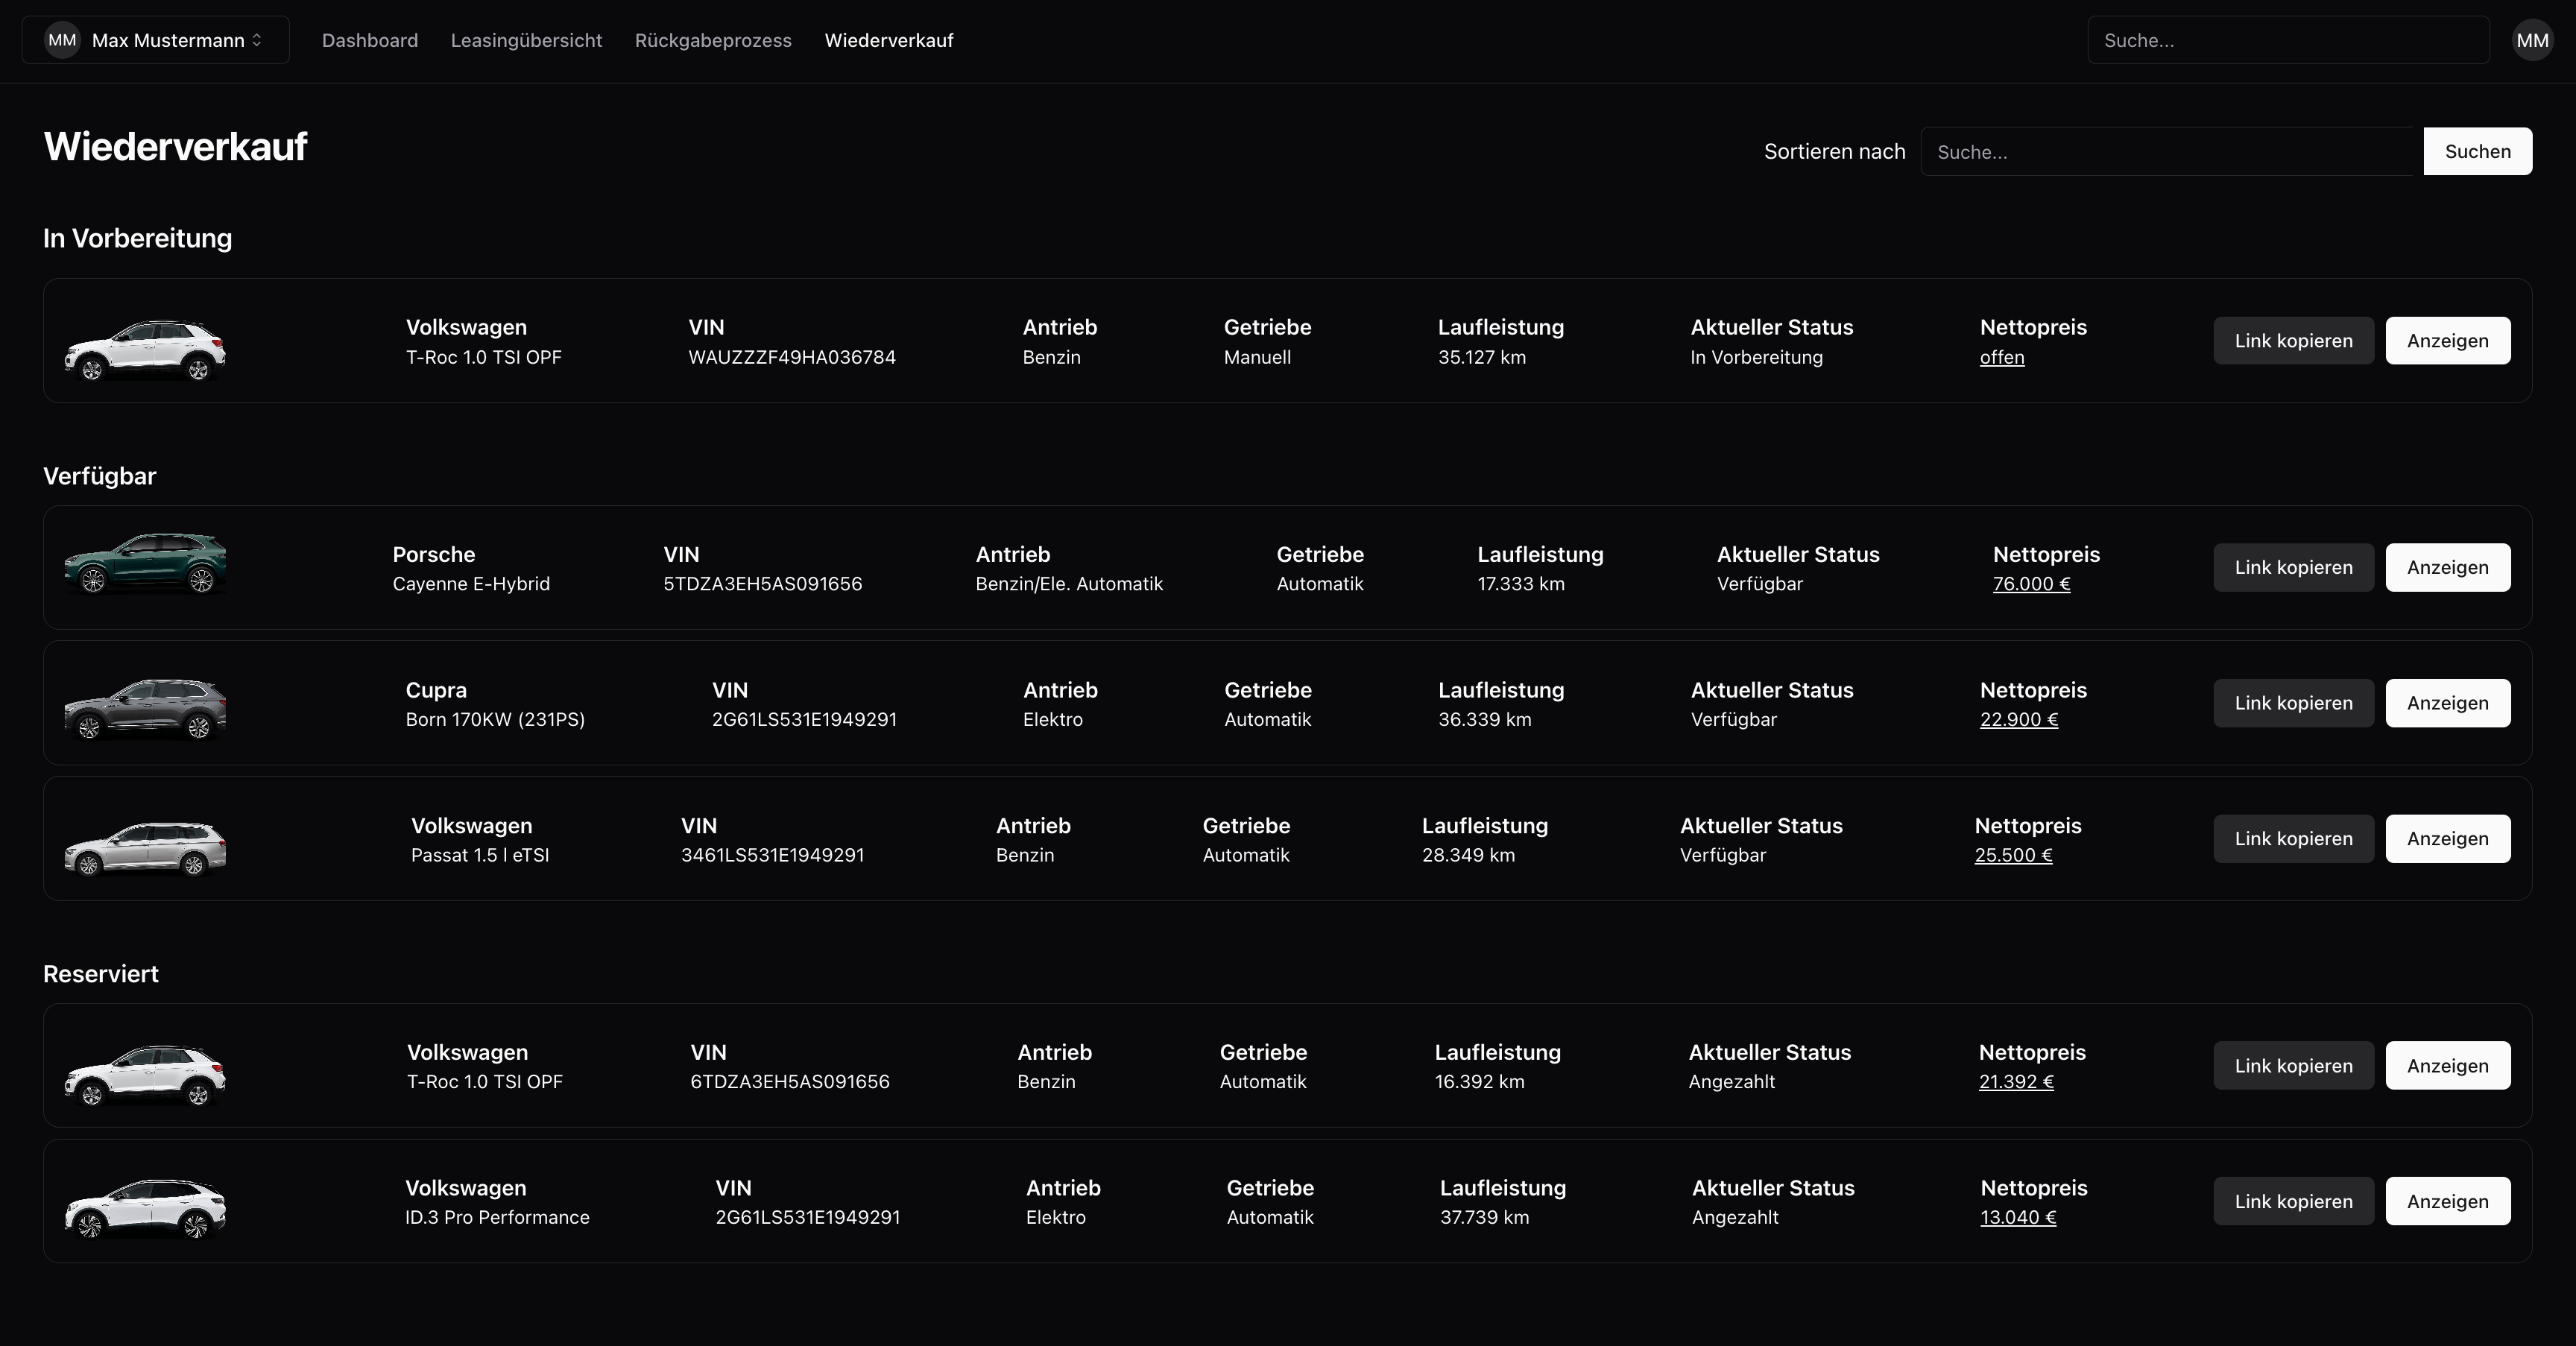 MM Max Mustermann Dashboard Leasingübersicht Rückgabeprozess Wiederverkauf Suche... MM
Wiederverkauf Sortieren nach Suche... Suchen
In Vorbereitung
Volkswagen VIN Antrieb Getriebe Laufleistung Aktueller Status Nettopreis Link kopieren Anzeigen
T-Roc 1.0 TSI OPF WAUZZZF49HA036784 Benzin Manuell 35.127 km In Vorbereitung offen
Verfügbar
Porsche VIN Antrieb Getriebe Laufleistung Aktueller Status Nettopreis Link kopieren Anzeigen
Cayenne E-Hybrid 5TDZA3EH5AS091656 Benzin/Ele. Automatik Automatik 17.333 km Verfügbar 76.000 €
Cupra VIN Antrieb Getriebe Laufleistung Aktueller Status Nettopreis Link kopieren Anzeigen
Born 170KW (231PS) 2G61LS531E1949291 Elektro Automatik 36.339 km Verfügbar 22.900 €
Volkswagen VIN Antrieb Getriebe Laufleistung Aktueller Status Nettopreis Link kopieren Anzeigen
Passat 1.5 l eTSI 3461LS531E1949291 Benzin Automatik 28.349 km Verfügbar 25.500 €
Reserviert
Volkswagen VIN Antrieb Getriebe Laufleistung Aktueller Status Nettopreis Link kopieren Anzeigen
T-Roc 1.0 TSI OPF 6TDZA3EH5AS091656 Benzin Automatik 16.392 km Angezahlt 21.392 €
Volkswagen VIN Antrieb Getriebe Laufleistung Aktueller Status Nettopreis Link kopieren Anzeigen
ID.3 Pro Performance 2G61LS531E1949291 Elektro Automatik 37.739 km Angezahlt 13.040 €